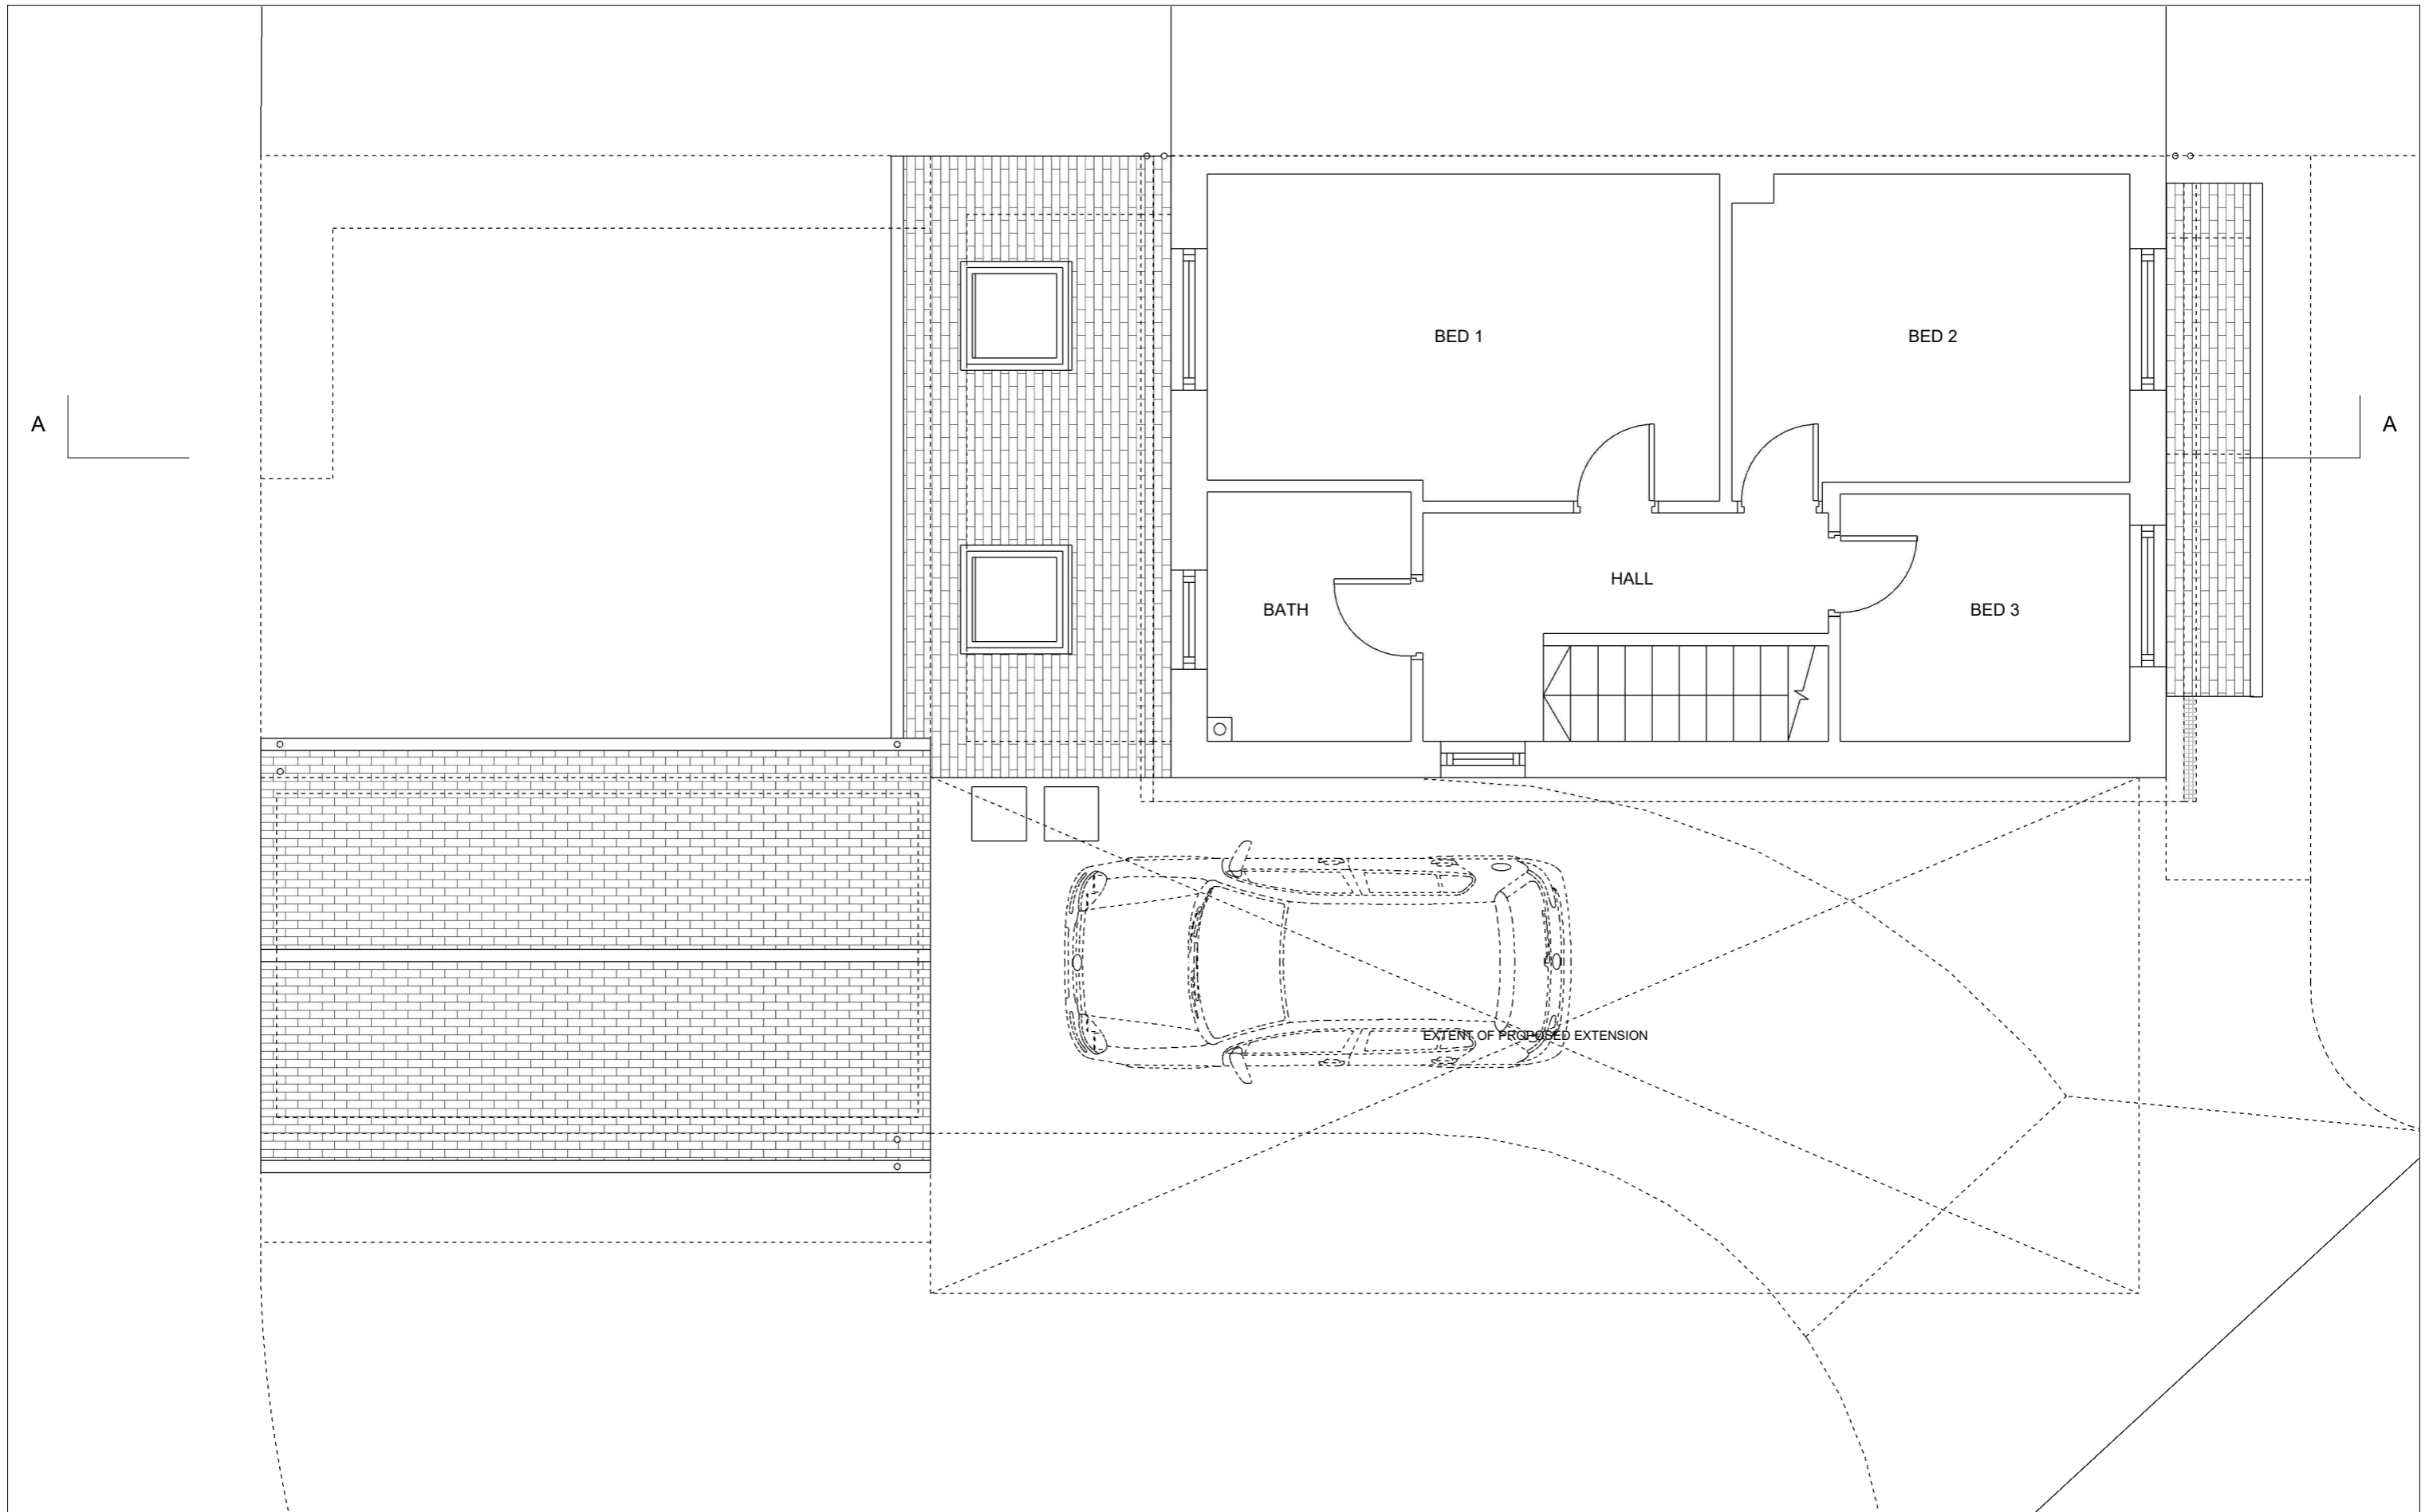 BED 1
BED 2
A
A
HALL
BATH
BED 3
EXTENT OF PROPOSED EXTENSION